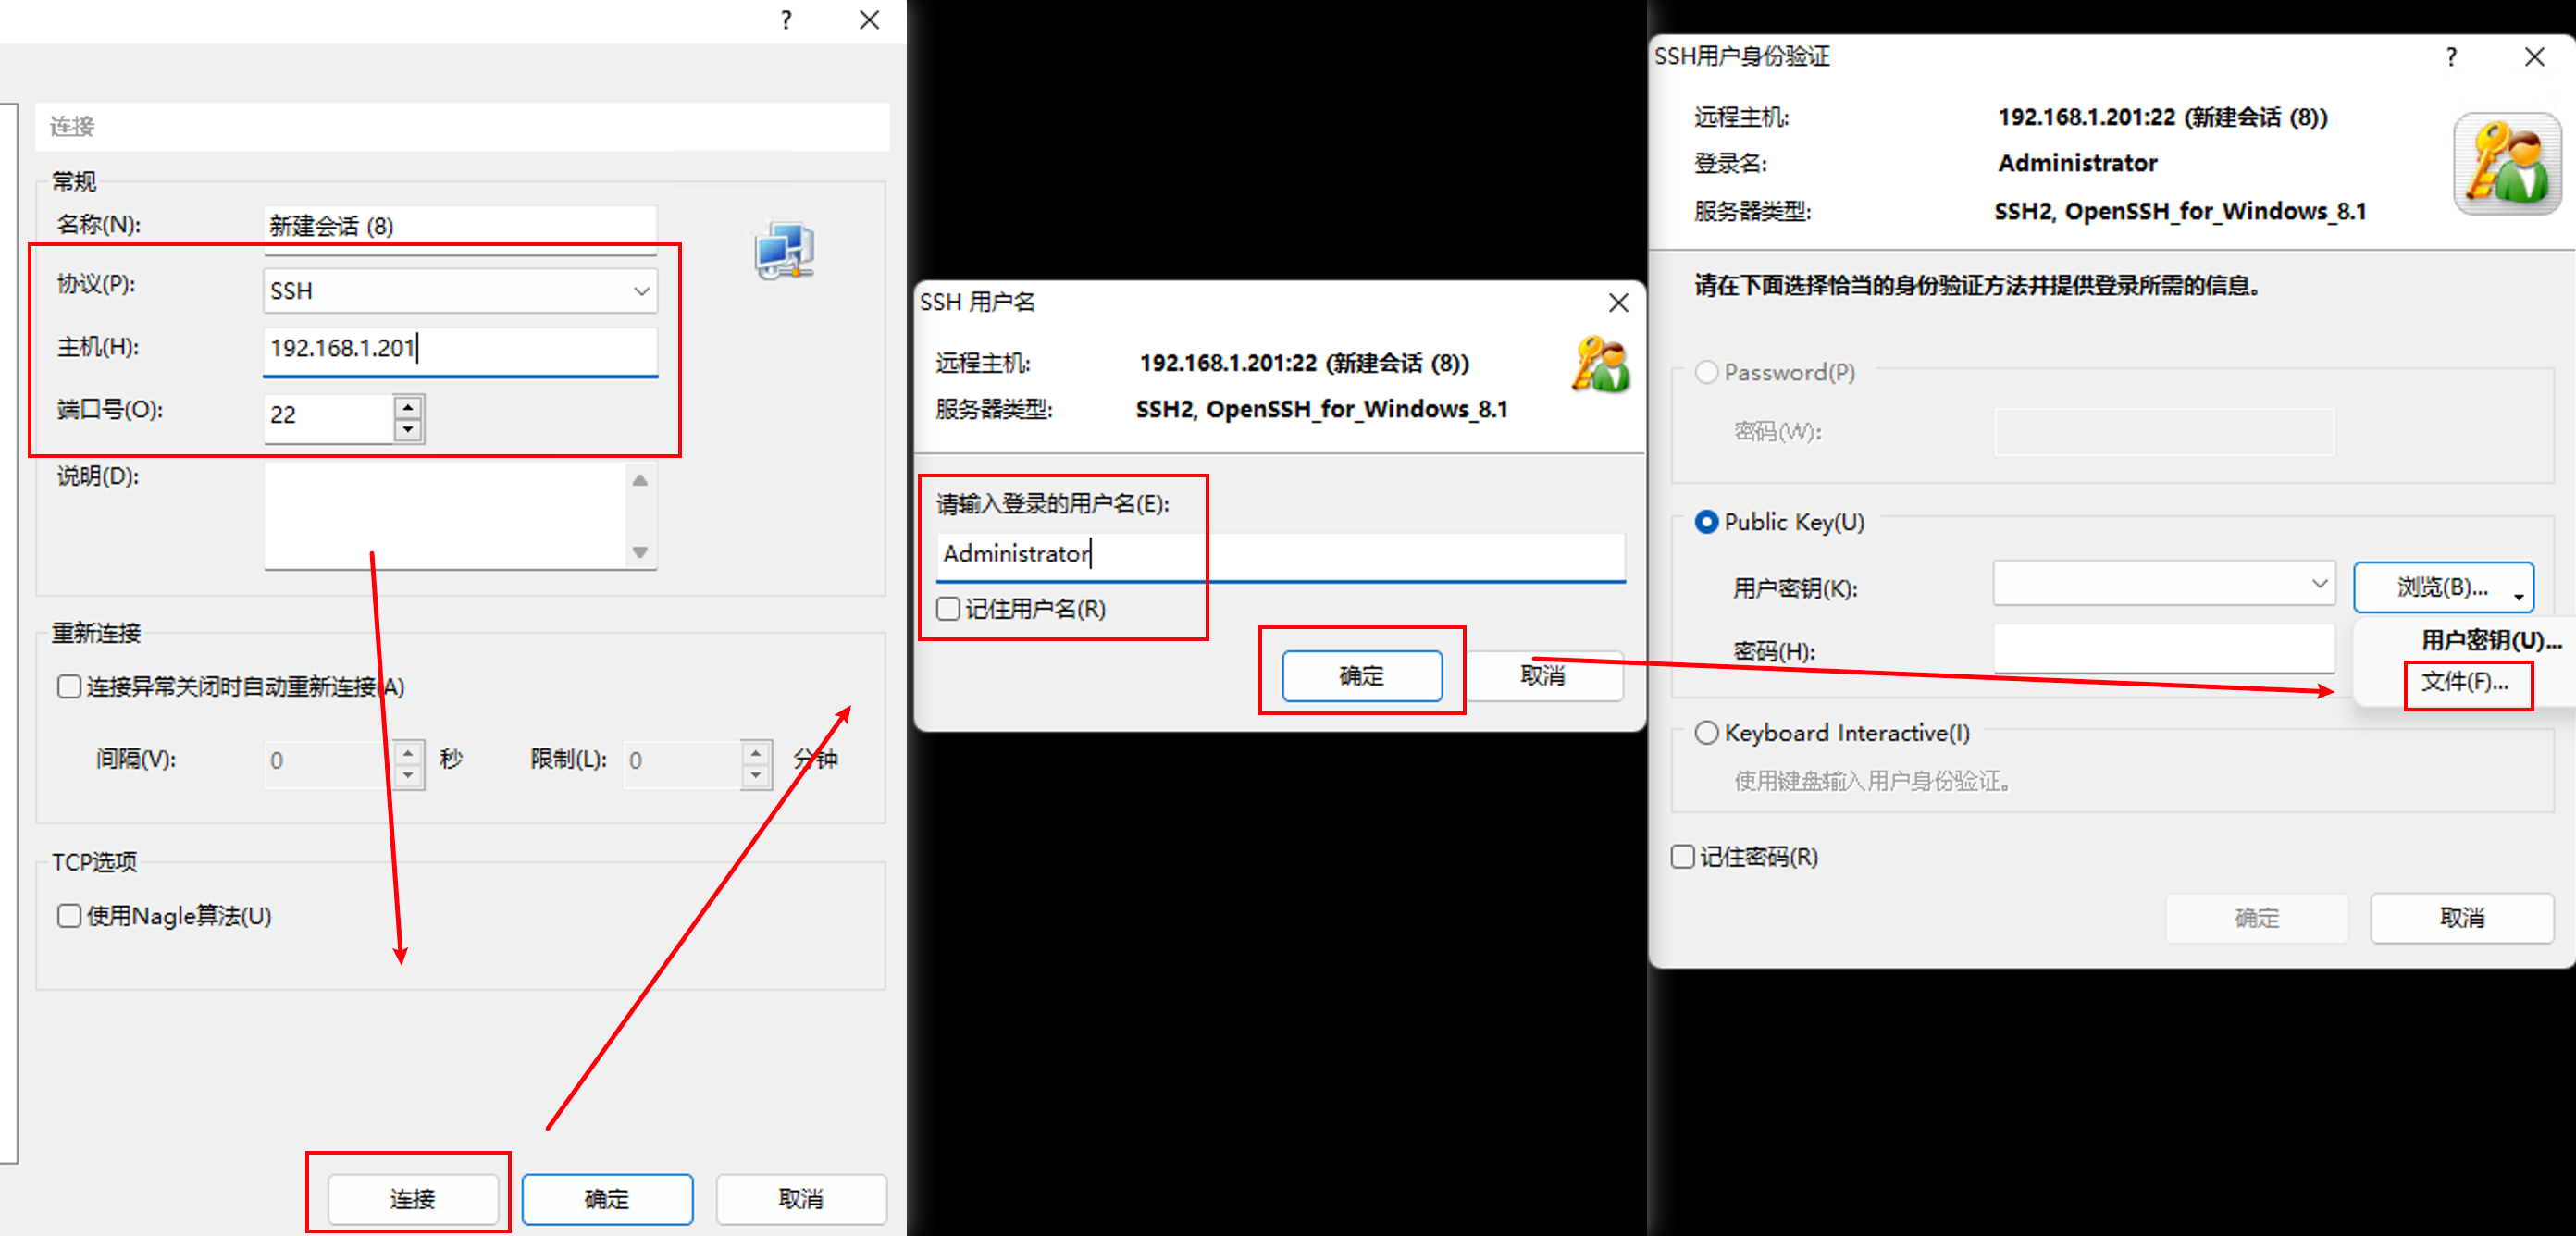 ?
连接
常规
名称(N): 新建会话 (8)
协议(P): SSH
主机(H): 192.168.1.201
端口号(O): 22
说明(D):
重新连接
连接异常关闭时自动重新连接(A)
间隔(V): 0 秒 限制(L): 0 分钟
TCP选项
使用Nagle算法(U)
连接 确定 取消
SSH 用户名
远程主机: 192.168.1.201:22 (新建会话 (8))
服务器类型: SSH2, OpenSSH_for_Windows_8.1
请输入登录的用户名(E):
Administrator
记住用户名(R)
确定 取消
SSH用户身份验证 ?
远程主机: 192.168.1.201:22 (新建会话 (8))
登录名: Administrator
服务器类型: SSH2, OpenSSH_for_Windows_8.1
请在下面选择恰当的身份验证方法并提供登录所需的信息。
Password(P)
密码(W):
Public Key(U)
用户密钥(K): 浏览(B)...
用户密钥(U)...
密码(H):
文件(F)...
Keyboard Interactive(I)
使用键盘输入用户身份验证。
记住密码(R)
确定 取消